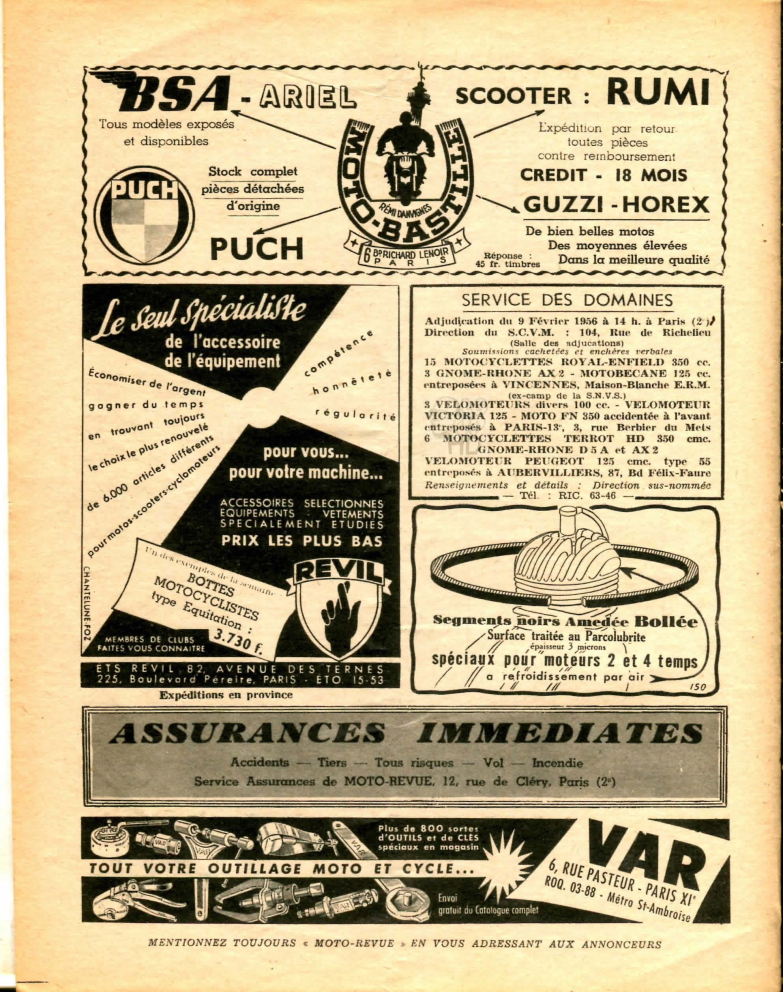 BSA - ARIEL
Tous modèles exposés
et disponibles
PUCH
Stock complet
pièces détachées
d'origine
PUCH
MOTO-BASTILLE
RÉMI DANVIGNES
6 BD RICHARD LENOIR
PARIS
SCOOTER : RUMI
Expédition par retour
toutes pièces
contre remboursement
CREDIT - 18 MOIS
GUZZI - HOREX
De bien belles motos
Des moyennes élevées
Dans la meilleure qualité
Réponse :
45 fr. timbres
Le Seul Spécialiste
de l'accessoire
de l'équipement
compétence
honnêteté
régularité
Économiser de l'argent
gagner du temps
en trouvant toujours
le choix le plus renouvelé
de 6.000 articles différents
pour motos-scooters-cyclomoteurs
pour vous...
pour votre machine...
ACCESSOIRES SELECTIONNES
EQUIPEMENTS - VETEMENTS
SPECIALEMENT ETUDIES
PRIX LES PLUS BAS
Un des exemples de la semaine
BOTTES
MOTOCYCLISTES
type Equitation :
3.730 F.
REVIL
CHANTELUNE-FOZ
MEMBRES DE CLUBS
FAITES VOUS CONNAITRE
ETS REVIL. 82, AVENUE DES TERNES
225, Boulevard Péreire, PARIS - ETO. 15-53
Expéditions en province
SERVICE DES DOMAINES
Adjudication du 9 Février 1956 à 14 h. à Paris (2e)
Direction du S.C.V.M. : 104, Rue de Richelieu
(Salle des adjucations)
Soumissions cachetées et enchères verbales
15 MOTOCYCLETTES ROYAL-ENFIELD 350 cc.
3 GNOME-RHONE AX 2 - MOTOBECANE 125 cc.
entreposées à VINCENNES, Maison-Blanche E.R.M.
(ex-camp de la S.N.V.S.)
3 VELOMOTEURS divers 100 cc. - VELOMOTEUR
VICTORIA 125 - MOTO FN 350 accidentée à l'avant
entreposés à PARIS-13e, 3, rue Berbier du Mets
6 MOTOCYCLETTES TERROT HD 350 cmc.
GNOME-RHONE D 5 A et AX 2
VELOMOTEUR PEUGEOT 125 cmc. type 55
entreposés à AUBERVILLIERS, 87, Bd Félix-Faure
Renseignements et détails : Direction sus-nommée
— Tél. : RIC. 63-46 —
Segments noirs Amédée Bollée
Surface traitée au Parcolubrite
épaisseur 3 microns
spéciaux pour moteurs 2 et 4 temps
a refroidissement par air
150
ASSURANCES IMMEDIATES
Accidents — Tiers — Tous risques — Vol — Incendie
Service Assurances de MOTO-REVUE, 12, rue de Cléry, Paris (2e)
Plus de 800 sortes
d'OUTILS et de CLÉS
spéciaux en magasin
TOUT VOTRE OUTILLAGE MOTO ET CYCLE...
Envoi
gratuit du Catalogue complet
VAR
6, RUE PASTEUR - PARIS XIe
ROQ. 03-88 - Métro St-Ambroise
MENTIONNEZ TOUJOURS « MOTO-REVUE » EN VOUS ADRESSANT AUX ANNONCEURS